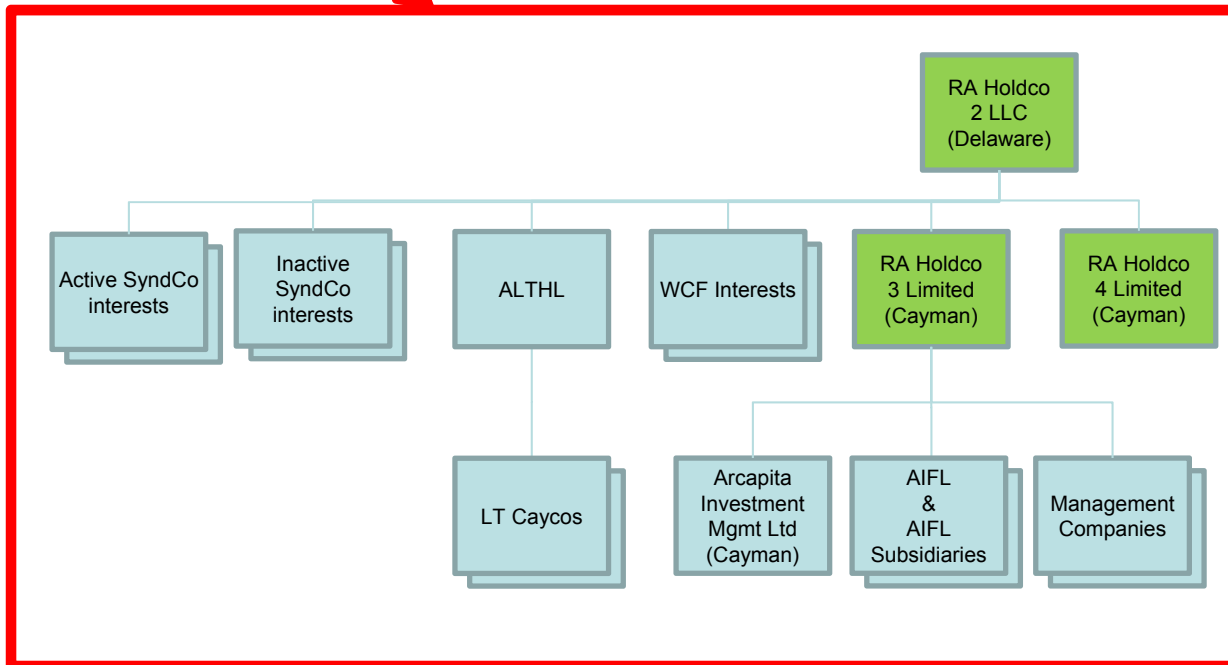 RA Holdco
2 LLC
(Delaware)
Active SyndCo
interests
Inactive
SyndCo
interests
ALTHL
WCF Interests
RA Holdco
3 Limited
(Cayman)
RA Holdco
4 Limited
(Cayman)
LT Caycos
Arcapita
Investment
Mgmt Ltd
(Cayman)
AIFL
&
AIFL
Subsidiaries
Management
Companies